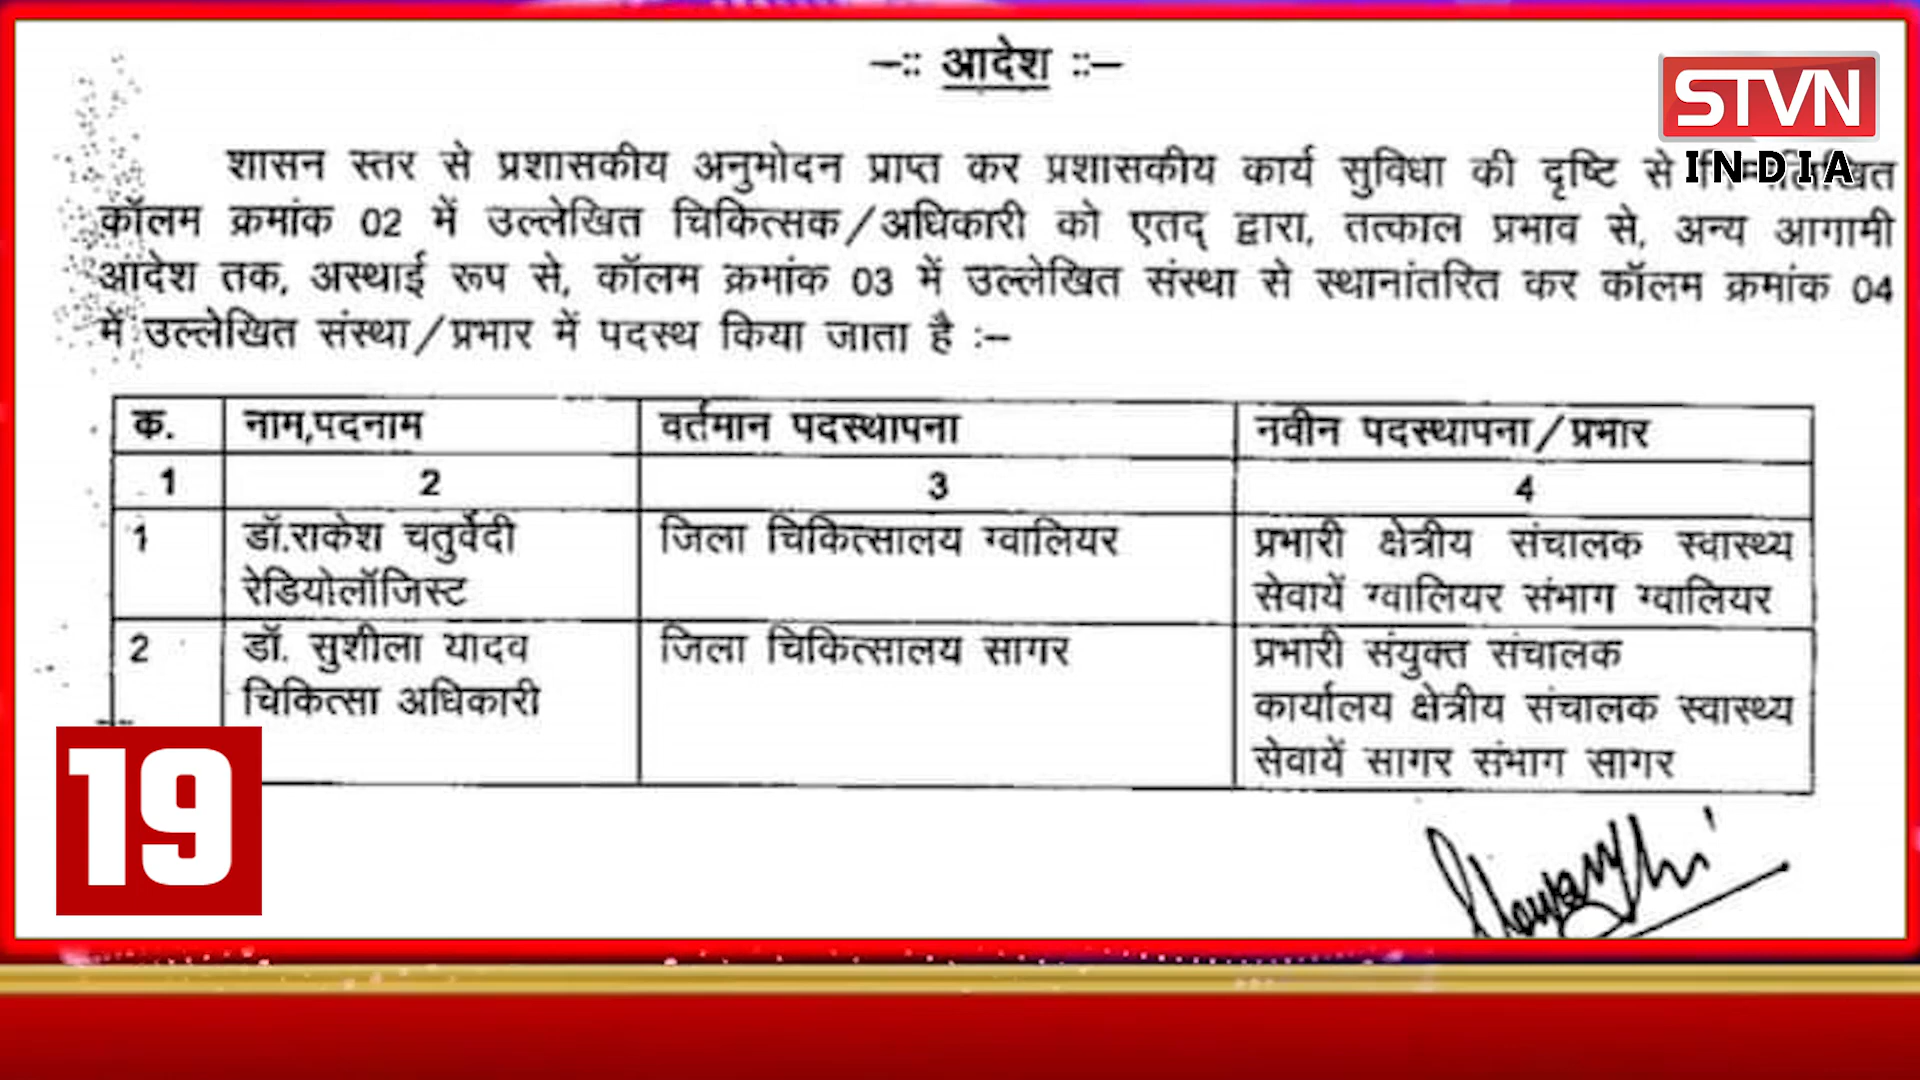 -:: आदेश ::-
STVN
INDIA
शासन स्तर से प्रशासकीय अनुमोदन प्राप्त कर प्रशासकीय कार्य सुविधा की दृष्टि से
कॉलम क्रमांक 02 में उल्लेखित चिकित्सक/अधिकारी को एतद् द्वारा, तत्काल प्रभाव से, अन्य आगामी
आदेश तक, अस्थाई रूप से, कॉलम क्रमांक 03 में उल्लेखित संस्था से स्थानांतरित कर कॉलम क्रमांक 04
में उल्लेखित संस्था/प्रभार में पदस्थ किया जाता है :-
क. नाम,पदनाम वर्तमान पदस्थापना नवीन पदस्थापना/प्रभार
1 2 3 4
1 डॉ.राकेश चतुर्वेदी जिला चिकित्सालय ग्वालियर प्रभारी क्षेत्रीय संचालक स्वास्थ्य
रेडियोलॉजिस्ट सेवायें ग्वालियर संभाग ग्वालियर
2 डॉ. सुशीला यादव जिला चिकित्सालय सागर प्रभारी संयुक्त संचालक
चिकित्सा अधिकारी कार्यालय क्षेत्रीय संचालक स्वास्थ्य
सेवायें सागर संभाग सागर
19